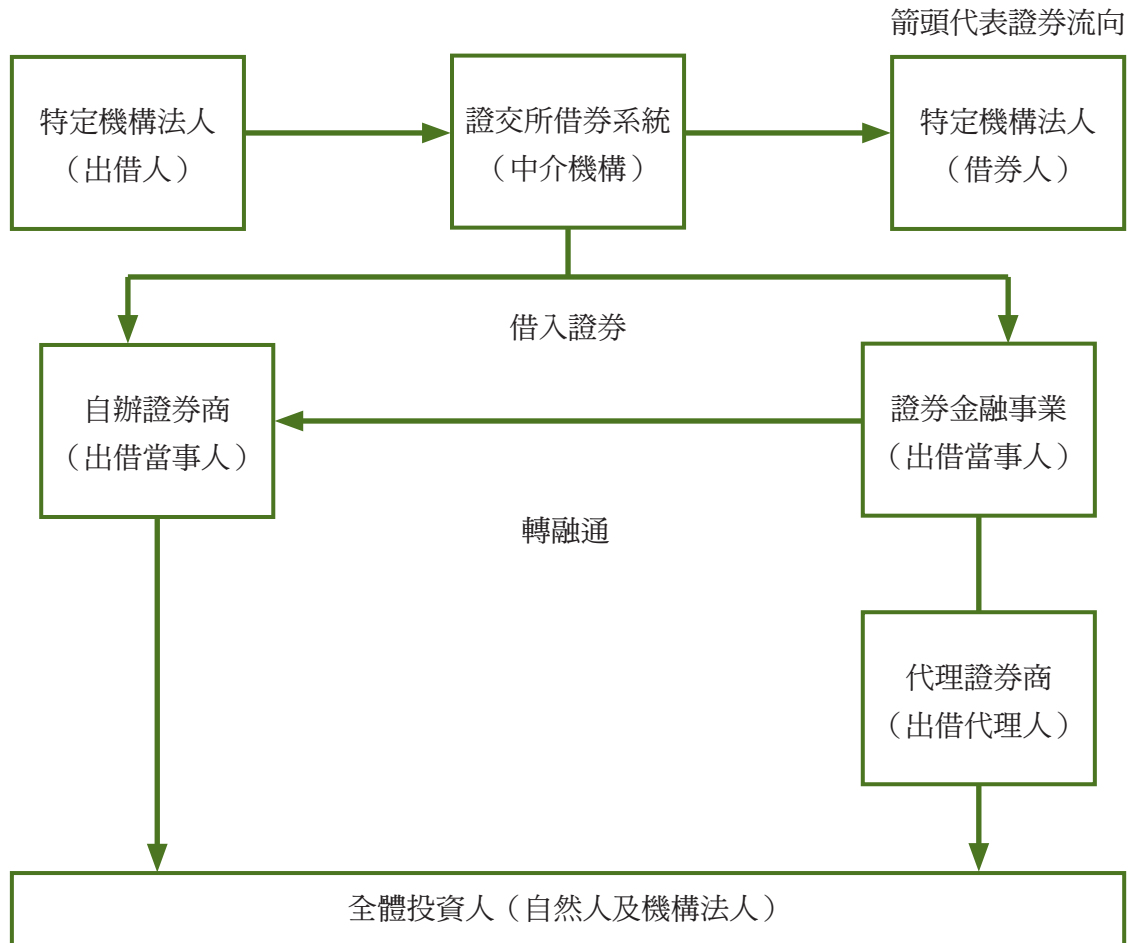 箭頭代表證券流向
特定機構法人
（出借人）
證交所借券系統
（中介機構）
特定機構法人
（借券人）
借入證券
自辦證券商
（出借當事人）
證券金融事業
（出借當事人）
轉融通
代理證券商
（出借代理人）
全體投資人（自然人及機構法人）